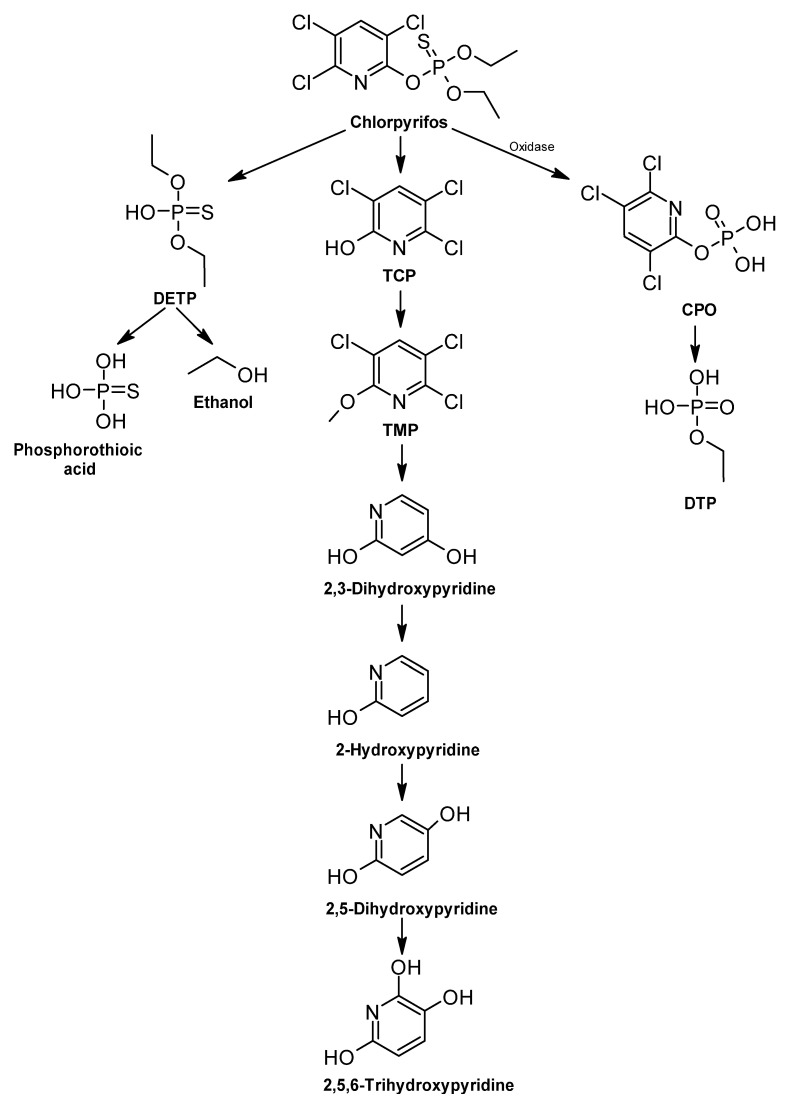 Cl Cl
S
O
Cl N O P
O
Chlorpyrifos
Oxidase
O
HO P S
O
DETP
Cl Cl
HO N Cl
TCP
Cl
Cl N
O OH
O P
OH
Cl
CPO
OH
HO P S
OH
Phosphorothioic
acid
OH
Ethanol
Cl Cl
O N Cl
TMP
OH
HO P O
O
DTP
N
HO OH
2,3-Dihydroxypyridine
N
HO
2-Hydroxypyridine
OH
N
HO
2,5-Dihydroxypyridine
OH
OH
N
HO
2,5,6-Trihydroxypyridine